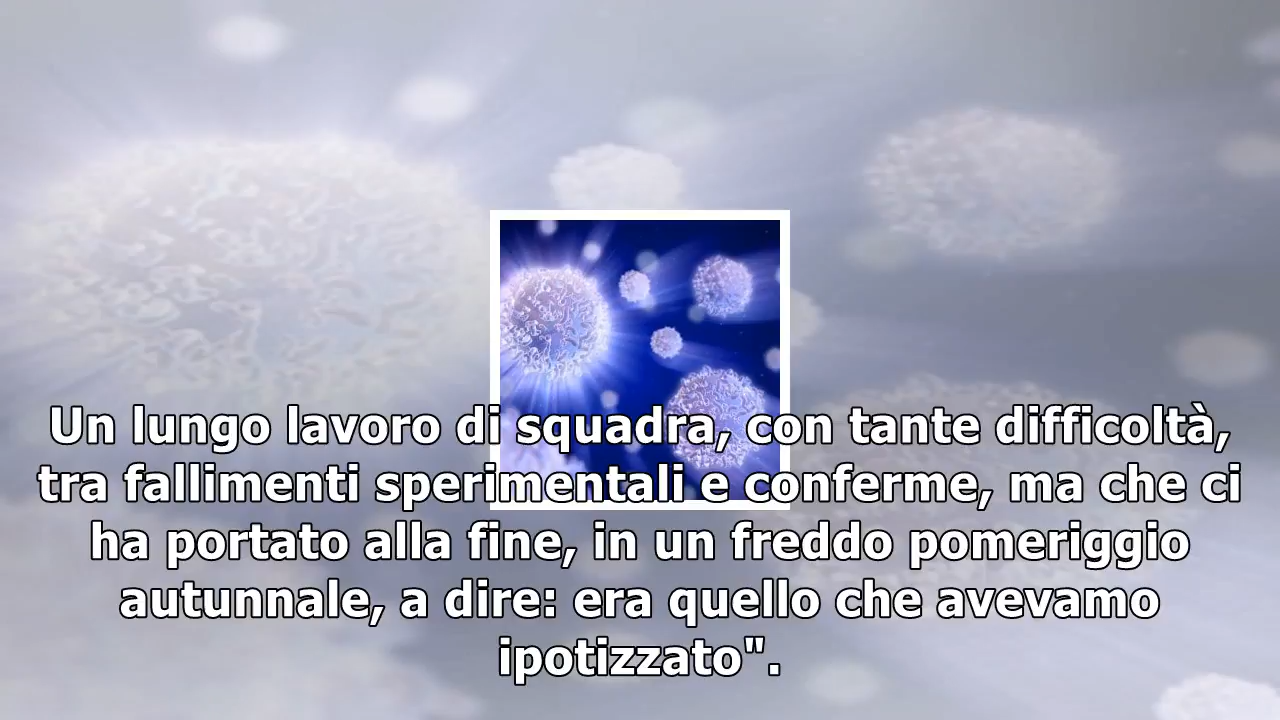 Un lungo lavoro di squadra, con tante difficoltà,
tra fallimenti sperimentali e conferme, ma che ci
ha portato alla fine, in un freddo pomeriggio
autunnale, a dire: era quello che avevamo
ipotizzato".